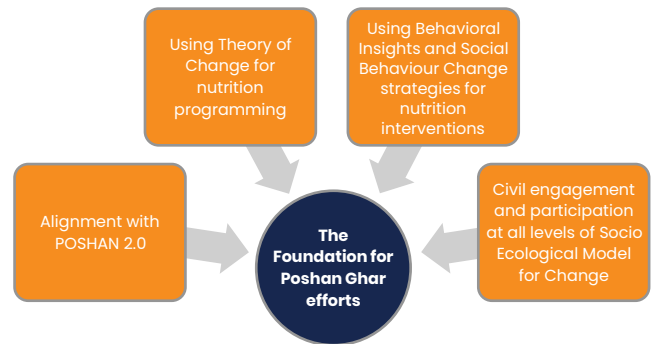 Using Theory of
Change for
nutrition
programming
Using Behavioral
Insights and Social
Behaviour Change
strategies for
nutrition
interventions
Alignment with
POSHAN 2.0
The
Foundation for
Poshan Ghar
efforts
Civil engagement
and participation
at all levels of Socio
Ecological Model
for Change